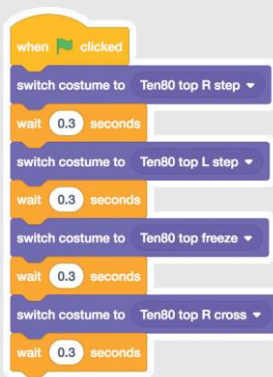 when clicked
switch costume to Ten80 top R step
wait 0.3 seconds
switch costume to Ten80 top L step
wait 0.3 seconds
switch costume to Ten80 top freeze
wait 0.3 seconds
switch costume to Ten80 top R cross
wait 0.3 seconds